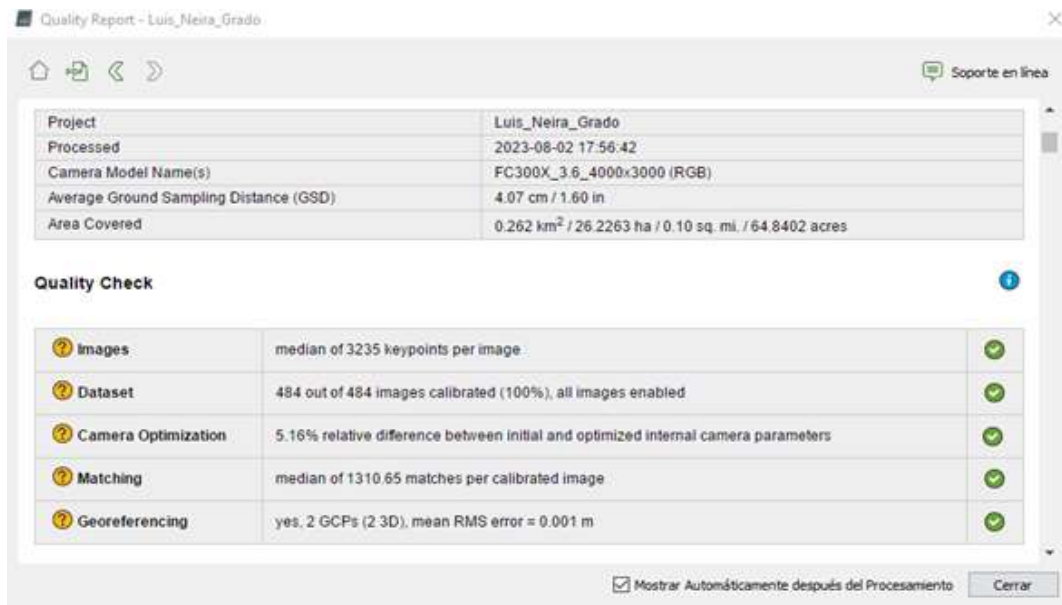 Quality Report - Luis_Neira_Grado
Soporte en línea
Project Luis_Neira_Grado
Processed 2023-08-02 17:56:42
Camera Model Name(s) FC300X_3.6_4000x3000 (RGB)
Average Ground Sampling Distance (GSD) 4.07 cm / 1.60 in
Area Covered 0.262 km² / 26.2263 ha / 0.10 sq. mi. / 64.8402 acres
Quality Check
Images median of 3235 keypoints per image
Dataset 484 out of 484 images calibrated (100%), all images enabled
Camera Optimization 5.16% relative difference between initial and optimized internal camera parameters
Matching median of 1310.65 matches per calibrated image
Georeferencing yes, 2 GCPs (2 3D), mean RMS error = 0.001 m
Mostrar Automáticamente después del Procesamiento Cerrar